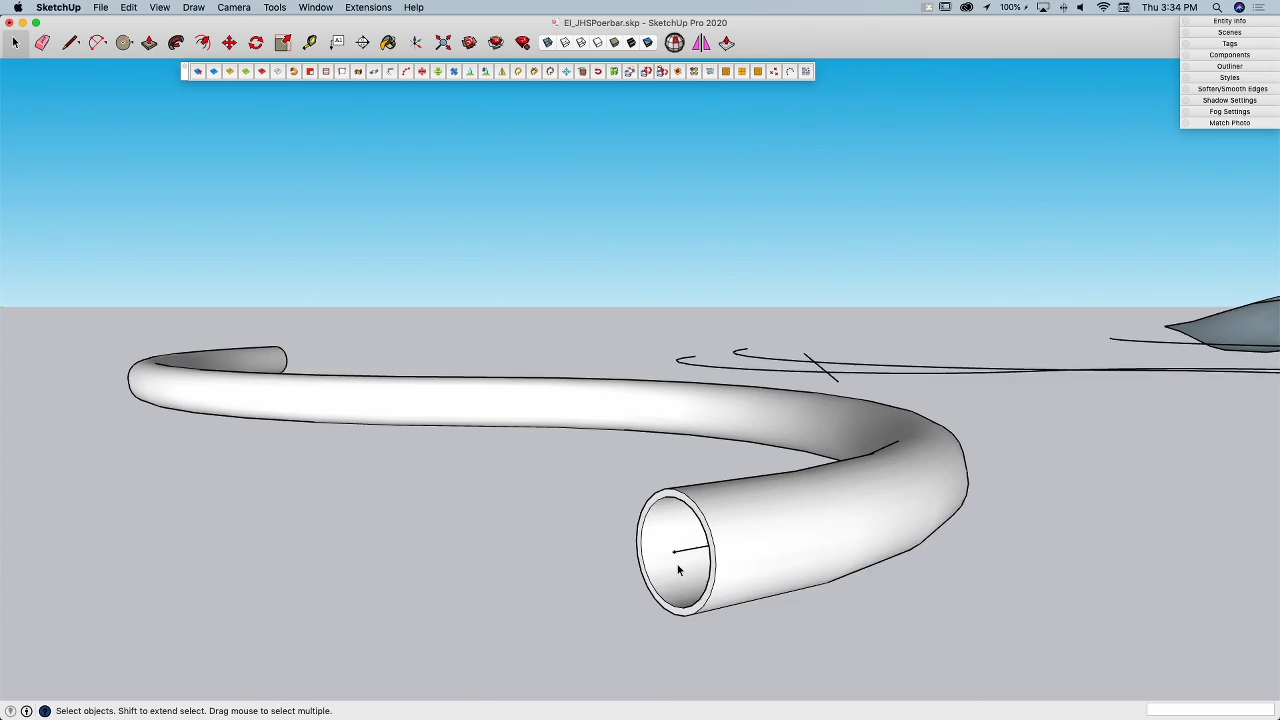 SketchUp File Edit View Camera Draw Tools Window Extensions Help 100% Thu 3:34 PM
EI_JHSPoerbar.skp - SketchUp Pro 2020
Entity Info
Scenes
Tags
Components
Outliner
Styles
Soften/Smooth Edges
Shadow Settings
Fog Settings
Match Photo
Select objects. Shift to extend select. Drag mouse to select multiple.